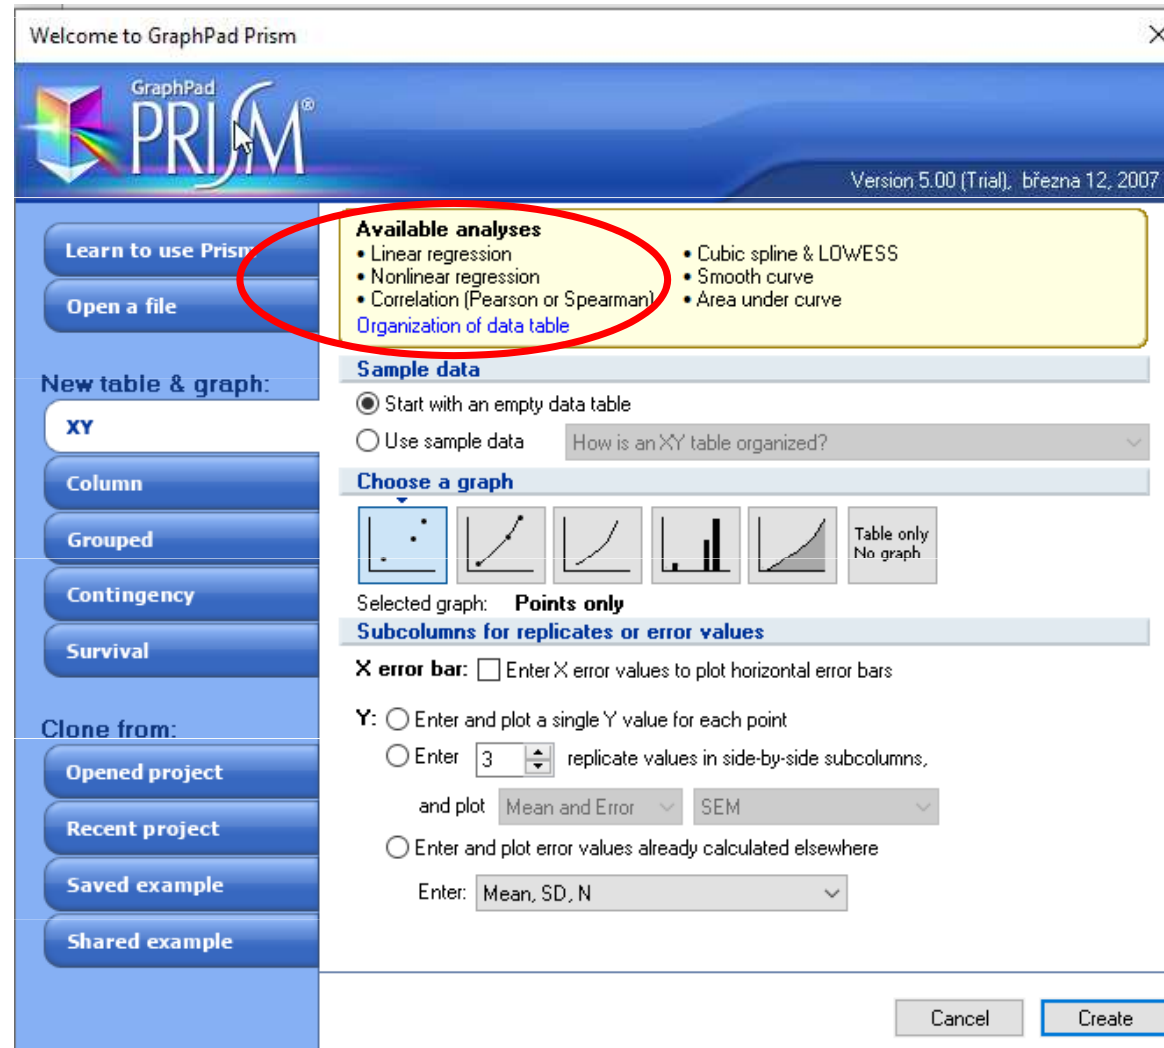 Welcome to GraphPad Prism
GraphPad
PRISM®
Version 5.00 (Trial), března 12, 2007
Learn to use Prism
Open a file
New table & graph:
XY
Column
Grouped
Contingency
Survival
Clone from:
Opened project
Recent project
Saved example
Shared example
Available analyses
• Linear regression
• Nonlinear regression
• Correlation (Pearson or Spearman)
• Cubic spline & LOWESS
• Smooth curve
• Area under curve
Organization of data table
Sample data
Start with an empty data table
Use sample data How is an XY table organized?
Choose a graph
Table only
No graph
Selected graph: Points only
Subcolumns for replicates or error values
X error bar: Enter X error values to plot horizontal error bars
Y: Enter and plot a single Y value for each point
Enter 3 replicate values in side-by-side subcolumns,
and plot Mean and Error SEM
Enter and plot error values already calculated elsewhere
Enter: Mean, SD, N
Cancel Create